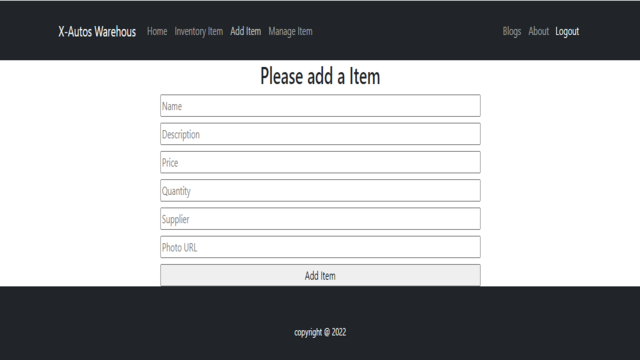 X-Autos Warehous Home Inventory Item Add Item Manage Item Blogs About Logout
Please add a Item
Name
Description
Price
Quantity
Supplier
Photo URL
Add Item
copyright @ 2022